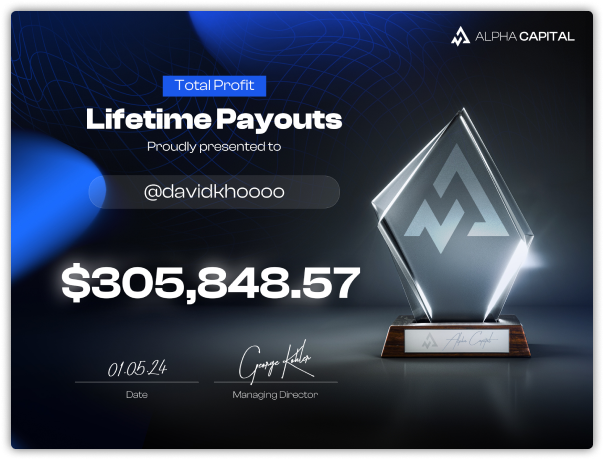 ALPHA CAPITAL
Total Profit
Lifetime Payouts
Proudly presented to
@davidkhoooo
$305,848.57
01.05.24
George Kohler
Date
Managing Director
Alpha Capital